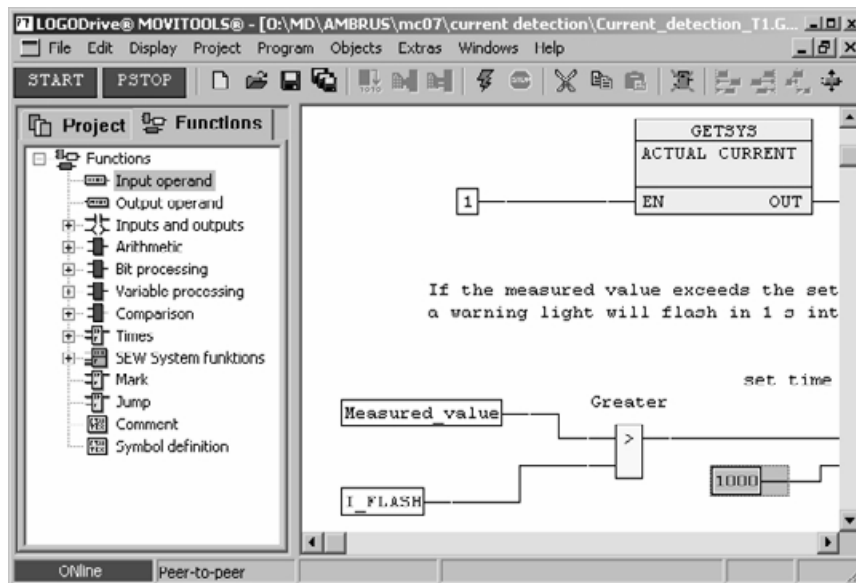 LOGODrive® MOVITOOLS® - [O:\MD\AMBRUS\mc07\current detection\Current_detection_T1.G...
File Edit Display Project Program Objects Extras Windows Help
START PSTOP
Project Functions
Functions
Input operand
Output operand
Inputs and outputs
Arithmetic
Bit processing
Variable processing
Comparison
Times
SEW System funktions
Mark
Jump
Comment
Symbol definition
GETSYS
ACTUAL CURRENT
1
EN OUT
If the measured value exceeds the set
a warning light will flash in 1 s int
set time
Greater
Measured_value
>
1000
I_FLASH
ONline Peer-to-peer